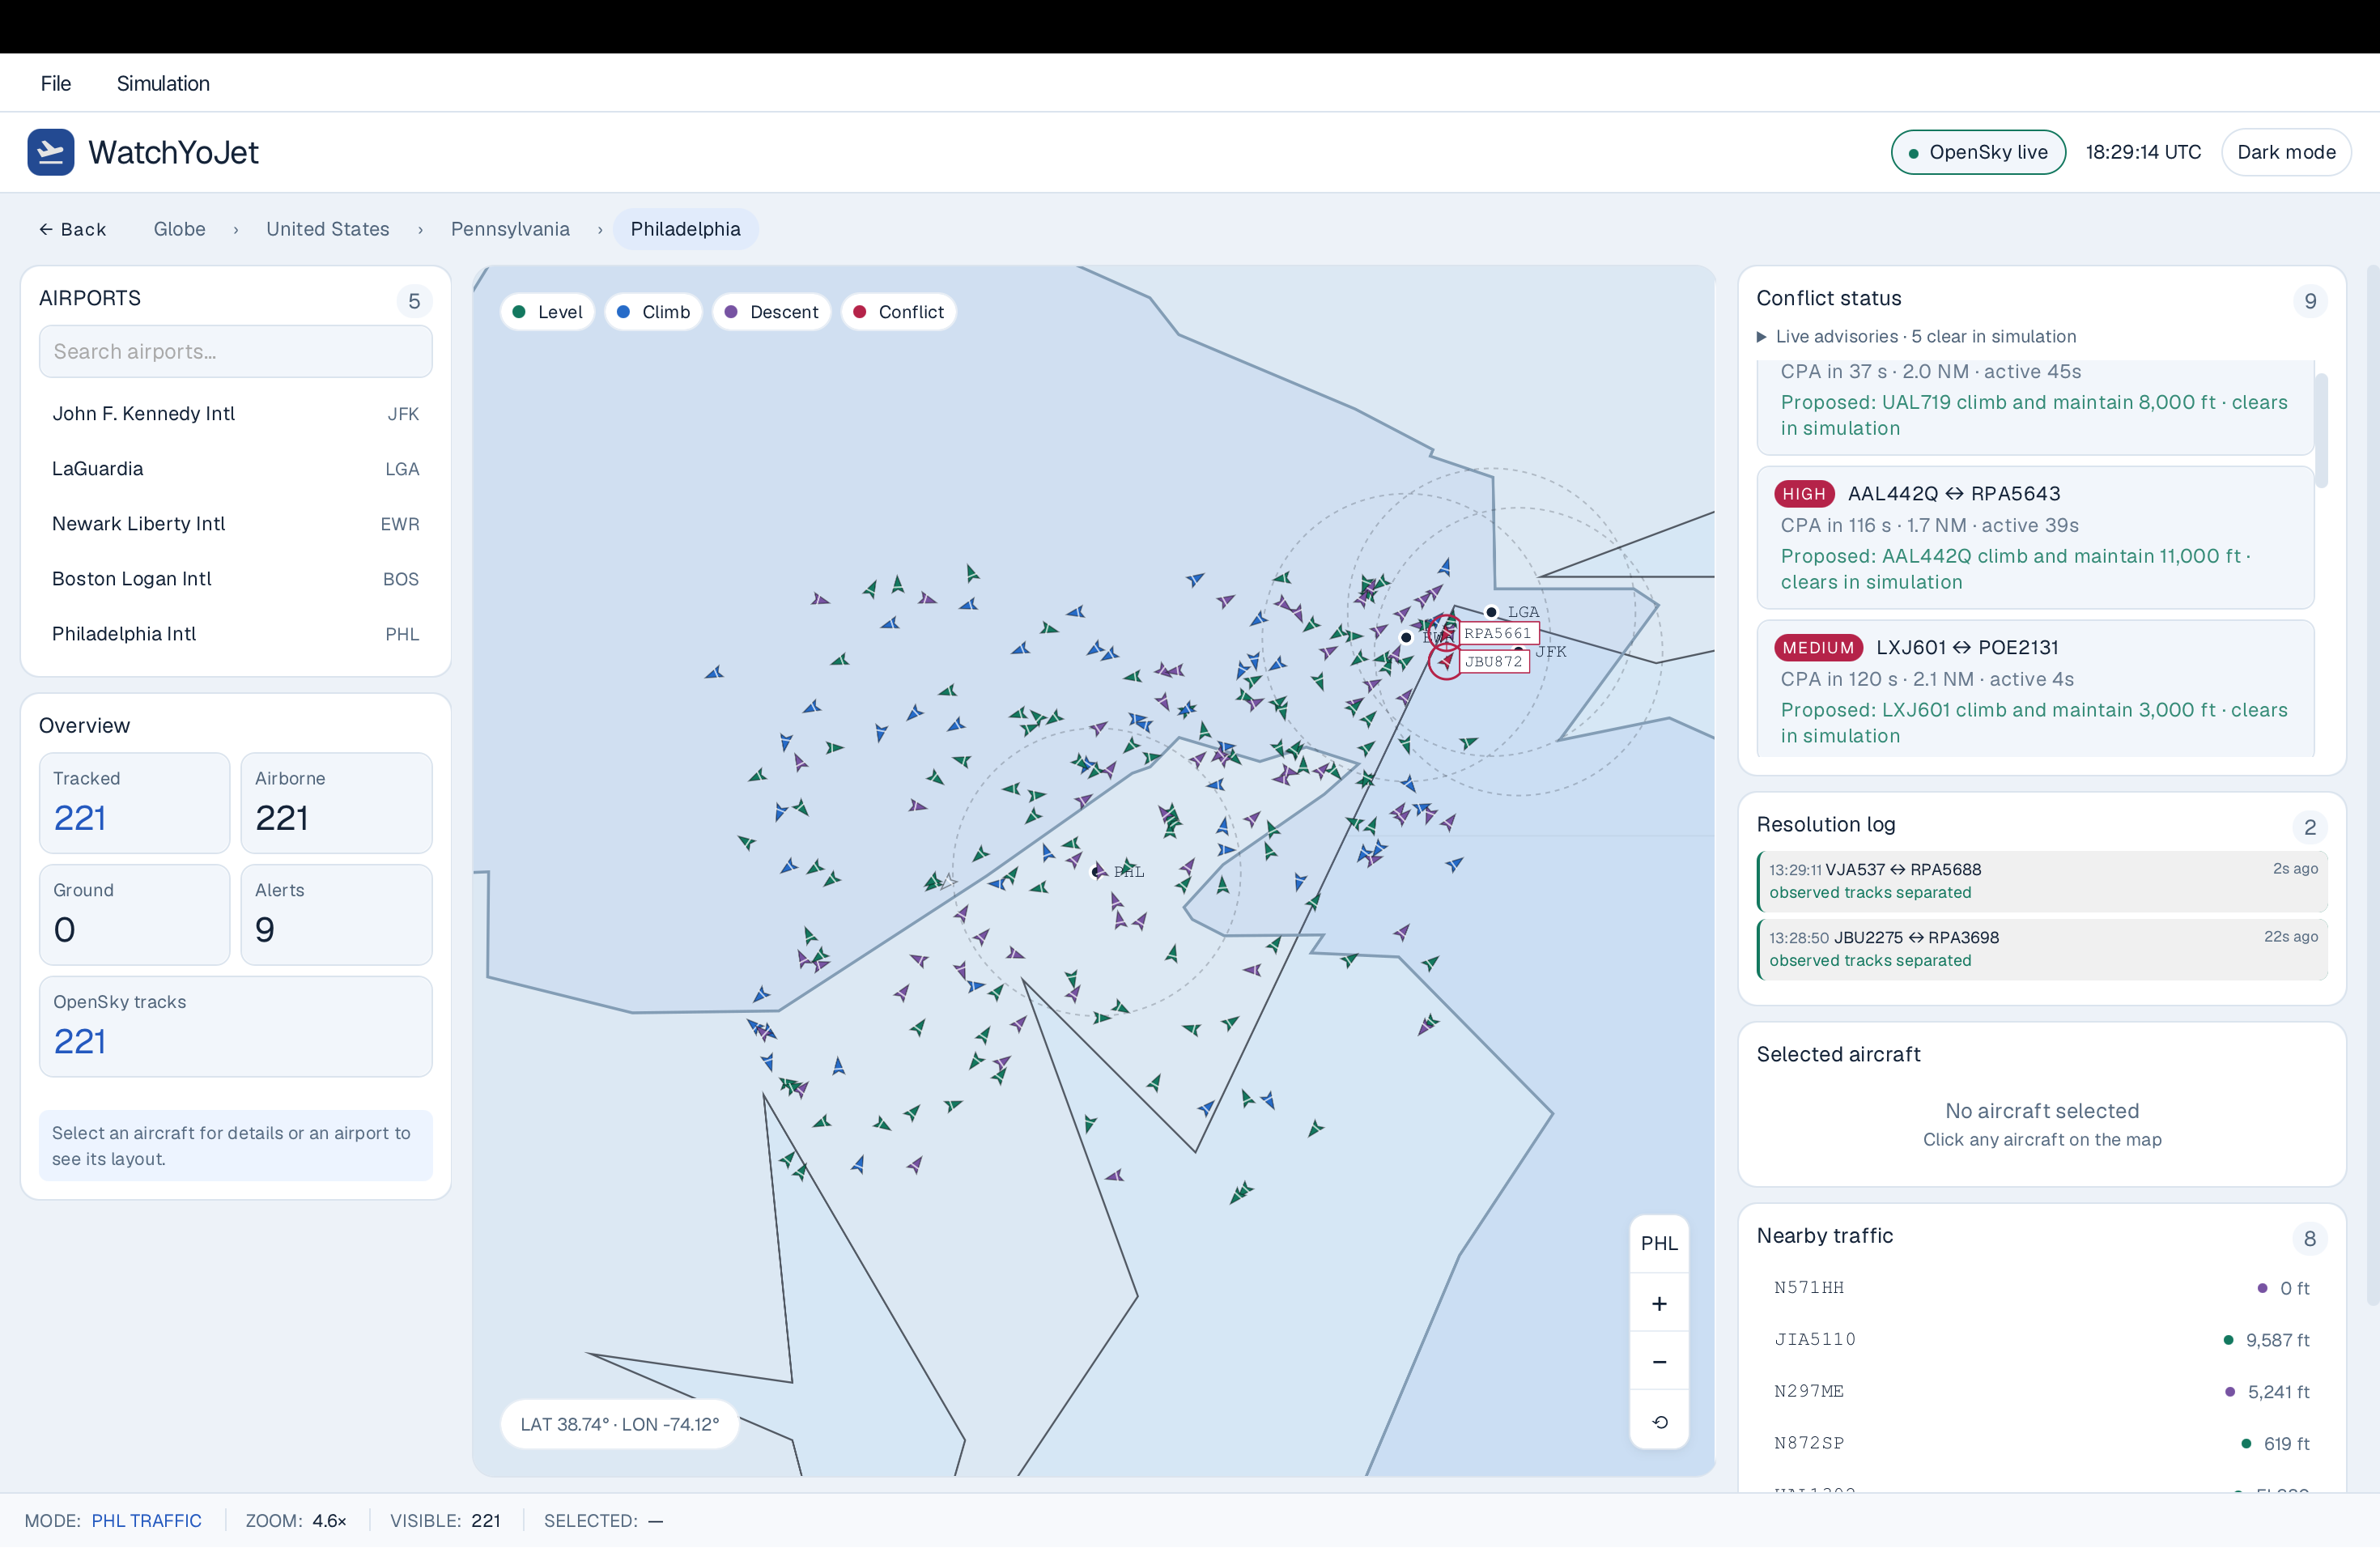 File
Simulation
WatchYoJet
OpenSky live
18:29:14 UTC
Dark mode
← Back
Globe › United States › Pennsylvania › Philadelphia
AIRPORTS
5
Search airports...
John F. Kennedy Intl JFK
LaGuardia LGA
Newark Liberty Intl EWR
Boston Logan Intl BOS
Philadelphia Intl PHL
Overview
Tracked
221
Airborne
221
Ground
0
Alerts
9
OpenSky tracks
221
Select an aircraft for details or an airport to
see its layout.
Level
Climb
Descent
Conflict
LGA
RPA5661
JBU872
JFK
PHL
PHL
+
−
LAT 38.74° · LON -74.12°
Conflict status
9
▶ Live advisories · 5 clear in simulation
CPA in 37 s · 2.0 NM · active 45s
Proposed: UAL719 climb and maintain 8,000 ft · clears
in simulation
HIGH AAL442Q ↔ RPA5643
CPA in 116 s · 1.7 NM · active 39s
Proposed: AAL442Q climb and maintain 11,000 ft ·
clears in simulation
MEDIUM LXJ601 ↔ POE2131
CPA in 120 s · 2.1 NM · active 4s
Proposed: LXJ601 climb and maintain 3,000 ft · clears
in simulation
Resolution log
2
13:29:11 VJA537 ↔ RPA5688 2s ago
observed tracks separated
13:28:50 JBU2275 ↔ RPA3698 22s ago
observed tracks separated
Selected aircraft
No aircraft selected
Click any aircraft on the map
Nearby traffic
8
N571HH 0 ft
JIA5110 9,587 ft
N297ME 5,241 ft
N872SP 619 ft
MODE: PHL TRAFFIC
ZOOM: 4.6×
VISIBLE: 221
SELECTED: —